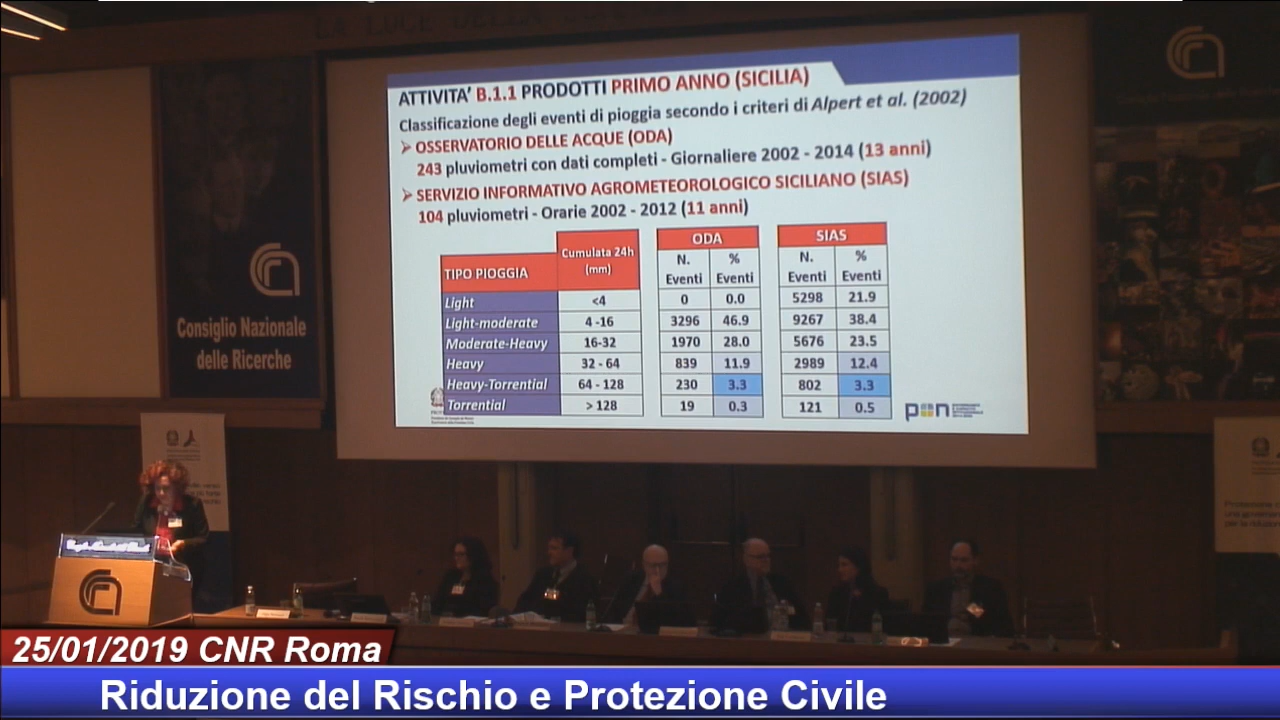 LA LUCE DELLA
ATTIVITA' B.1.1 PRODOTTI PRIMO ANNO (SICILIA)
Classificazione degli eventi di pioggia secondo i criteri di Alpert et al. (2002)
➢ OSSERVATORIO DELLE ACQUE (ODA)
243 pluviometri con dati completi - Giornaliere 2002 - 2014 (13 anni)
➢ SERVIZIO INFORMATIVO AGROMETEOROLOGICO SICILIANO (SIAS)
104 pluviometri - Orarie 2002 - 2012 (11 anni)
TIPO PIOGGIA Cumulata 24h (mm) ODA SIAS
N. Eventi % Eventi N. Eventi % Eventi
Light <4 0 0.0 5298 21.9
Light-moderate 4 -16 3296 46.9 9267 38.4
Moderate-Heavy 16-32 1970 28.0 5676 23.5
Heavy 32 - 64 839 11.9 2989 12.4
Heavy-Torrential 64 - 128 230 3.3 802 3.3
Torrential > 128 19 0.3 121 0.5
pon
Consiglio Nazionale
delle Ricerche
25/01/2019 CNR Roma
Riduzione del Rischio e Protezione Civile